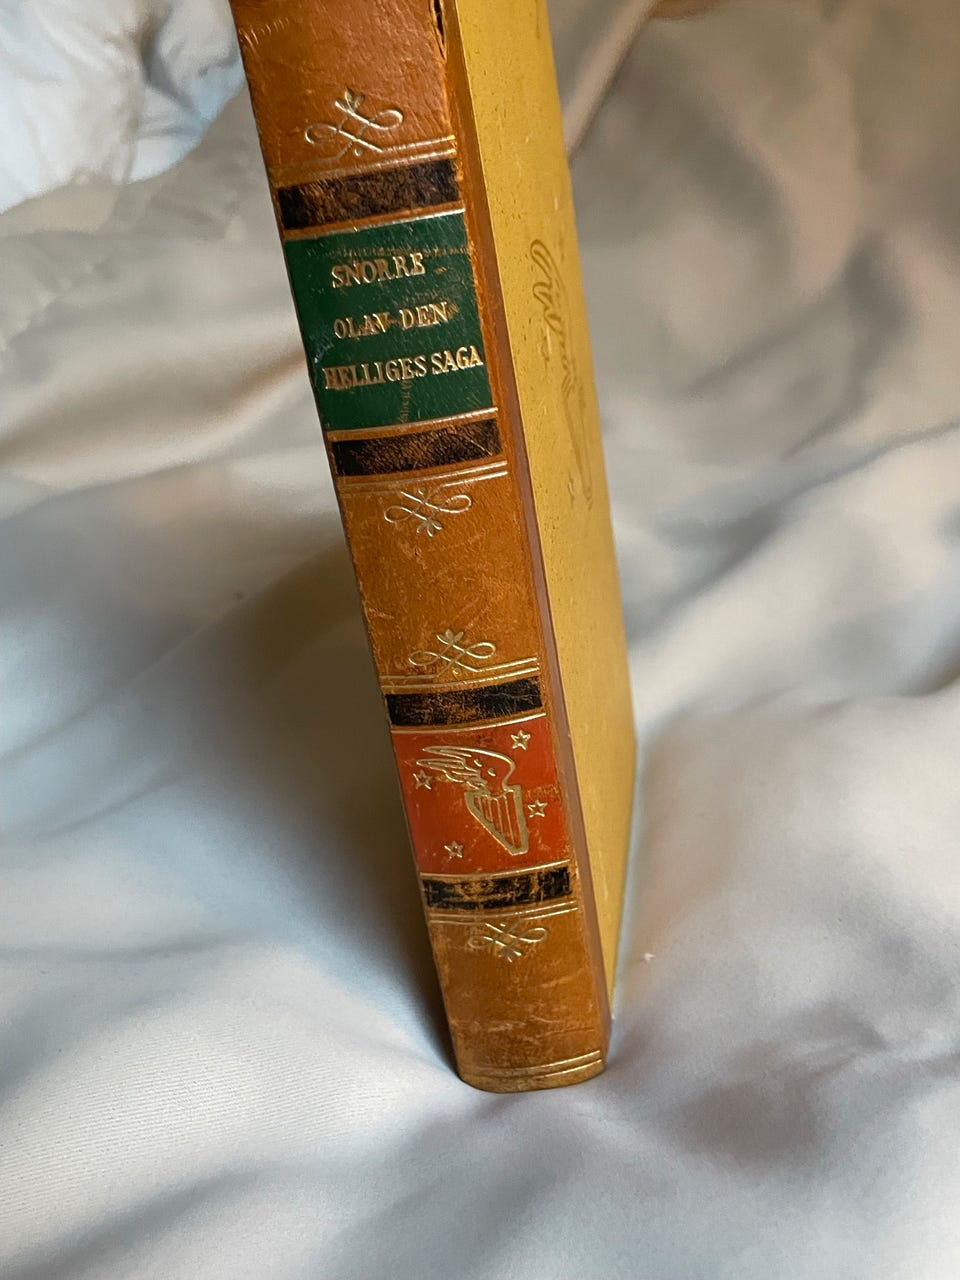 SNORRE
OLAV DEN
HELLIGES SAGA